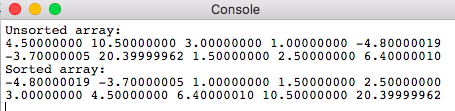 Console
Unsorted array:
4.50000000 10.50000000 3.00000000 1.00000000 -4.80000019
-3.70000005 20.39999962 1.50000000 2.50000000 6.40000010
Sorted array:
-4.80000019 -3.70000005 1.00000000 1.50000000 2.50000000
3.00000000 4.50000000 6.40000010 10.50000000 20.39999962